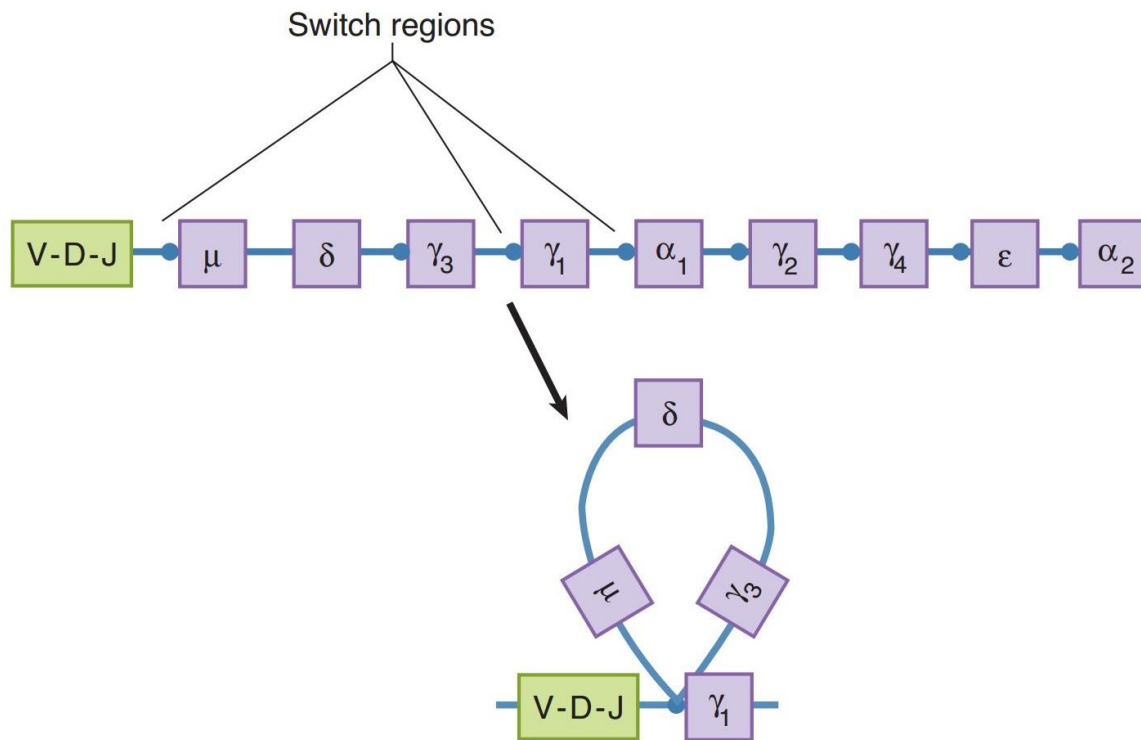 Switch regions
V-D-J μ δ γ3 γ1 α1 γ2 γ4 ε α2
δ
μ γ3
V-D-J γ1